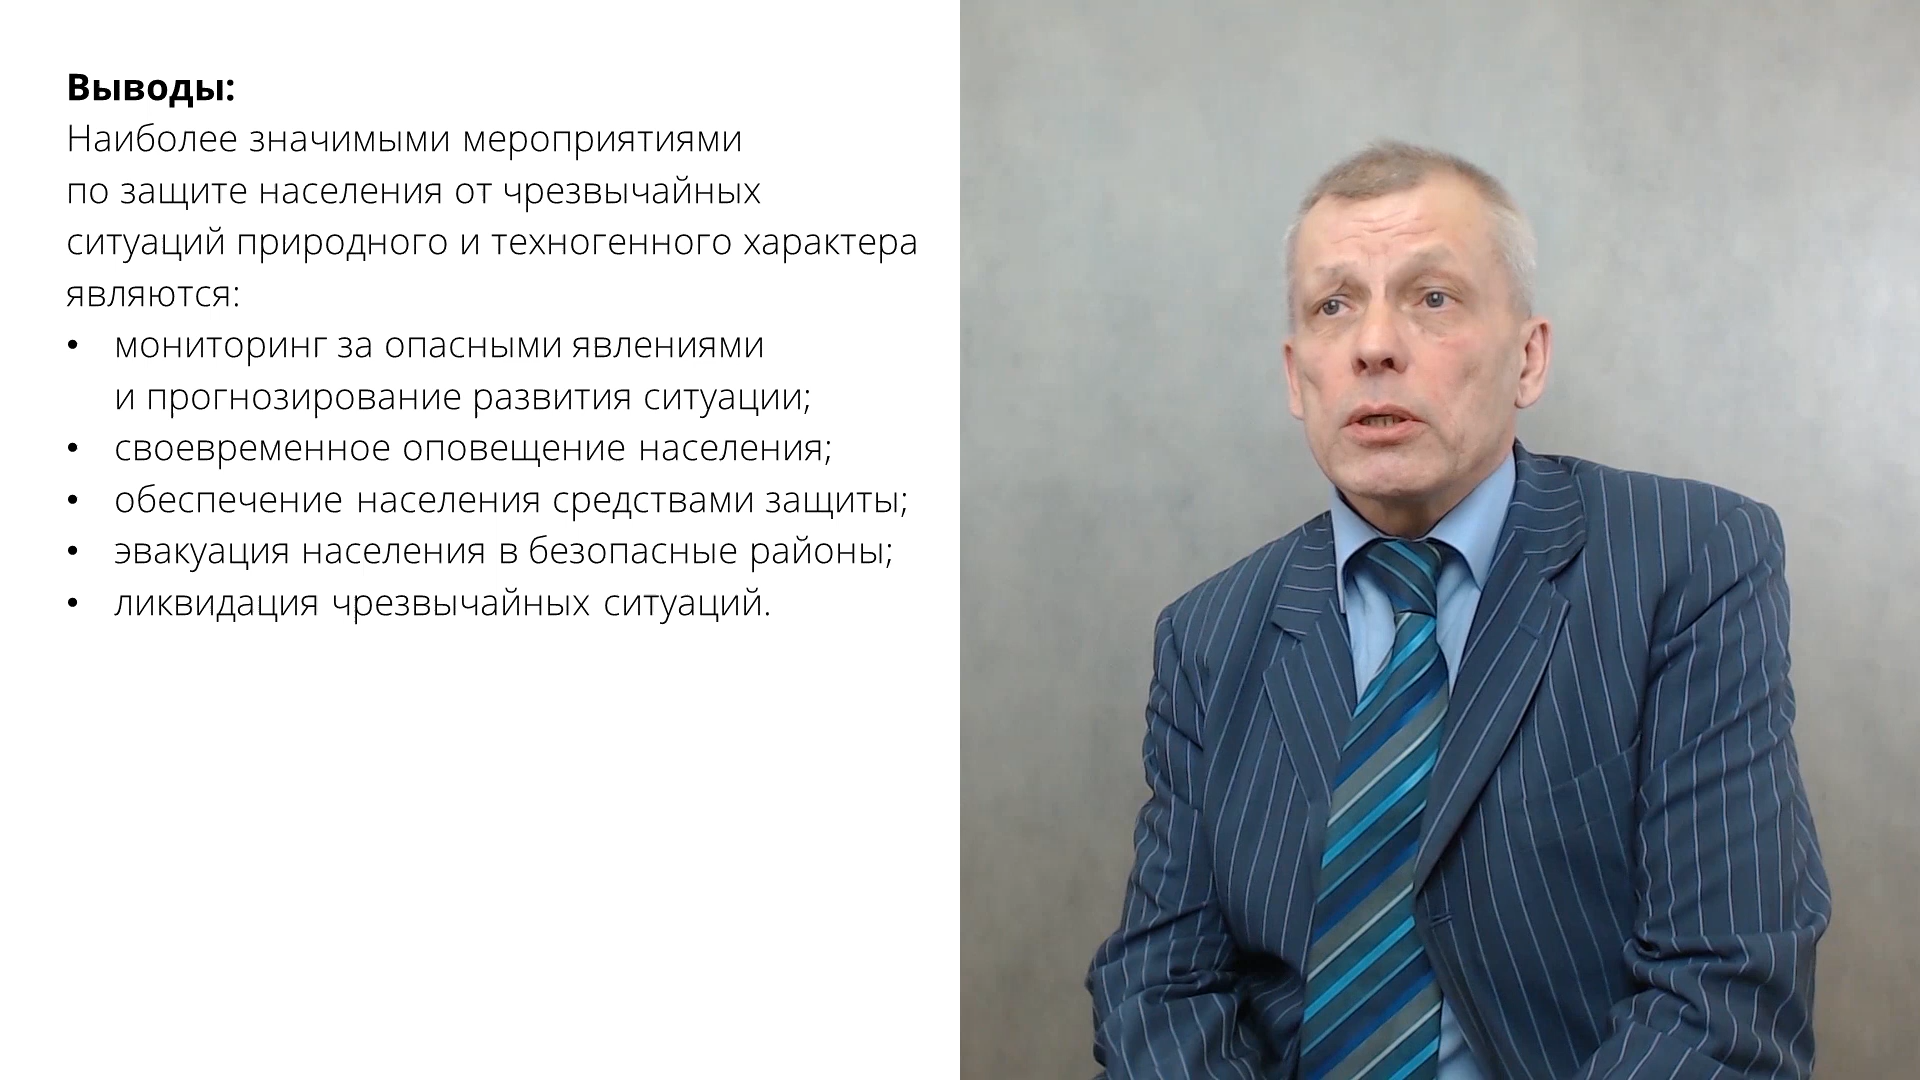 Выводы:
Наиболее значимыми мероприятиями
по защите населения от чрезвычайных
ситуаций природного и техногенного характера
являются:
• мониторинг за опасными явлениями
и прогнозирование развития ситуации;
• своевременное оповещение населения;
• обеспечение населения средствами защиты;
• эвакуация населения в безопасные районы;
• ликвидация чрезвычайных ситуаций.